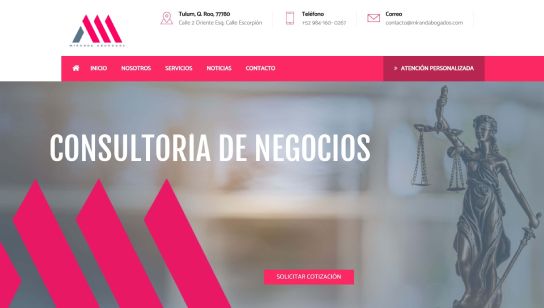 MIRANDA ABOGADOS
Tulum, Q. Roo, 77780
Calle 2 Oriente Esq. Calle Escorpión
Teléfono
+52 984-160- 0267
Correo
contacto@mirandabogados.com
INICIO NOSOTROS SERVICIOS NOTICIAS CONTACTO
» ATENCIÓN PERSONALIZADA
CONSULTORIA DE NEGOCIOS
SOLICITAR COTIZACIÓN